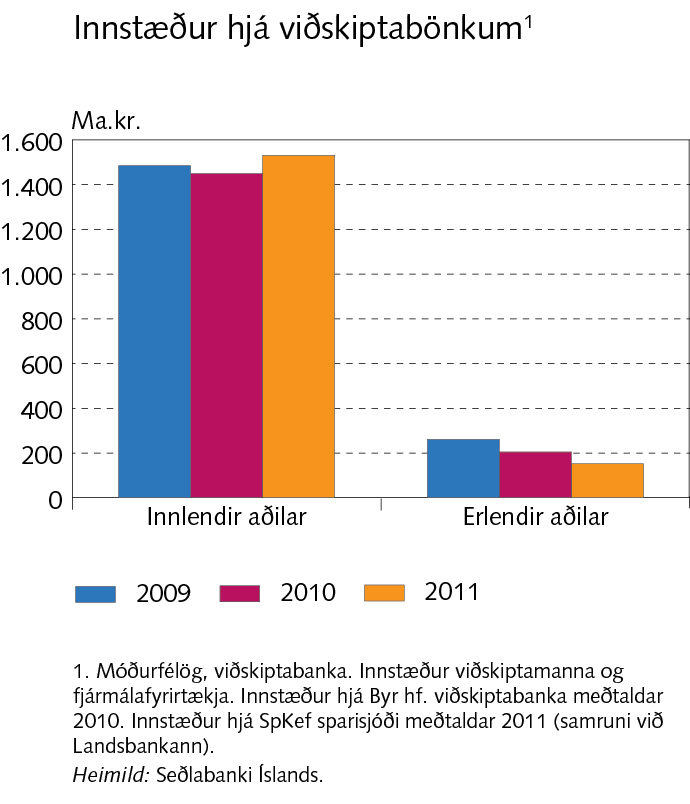 Innstæður hjá viðskiptabönkum¹
Ma.kr.
1.600
1.400
1.200
1.000
800
600
400
200
0
Innlendir aðilar Erlendir aðilar
2009 2010 2011
1. Móðurfélög, viðskiptabanka. Innstæður viðskiptamanna og
fjármálafyrirtækja. Innstæður hjá Byr hf. viðskiptabanka meðtaldar
2010. Innstæður hjá SpKef sparisjóði meðtaldar 2011 (samruni við
Landsbankann).
Heimild: Seðlabanki Íslands.